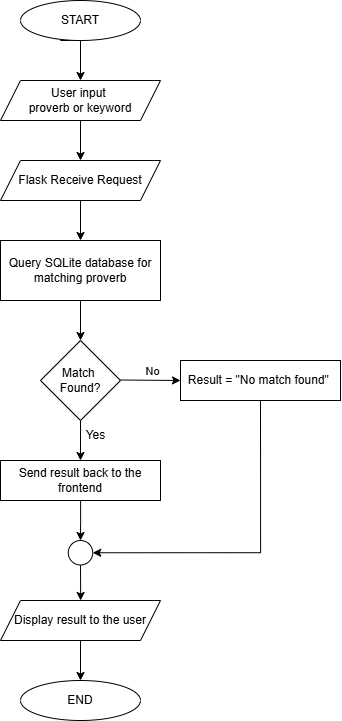 START
User input
proverb or keyword
Flask Receive Request
Query SQLite database for
matching proverb
Match
Found?
No
Result = "No match found"
Yes
Send result back to the
frontend
Display result to the user
END